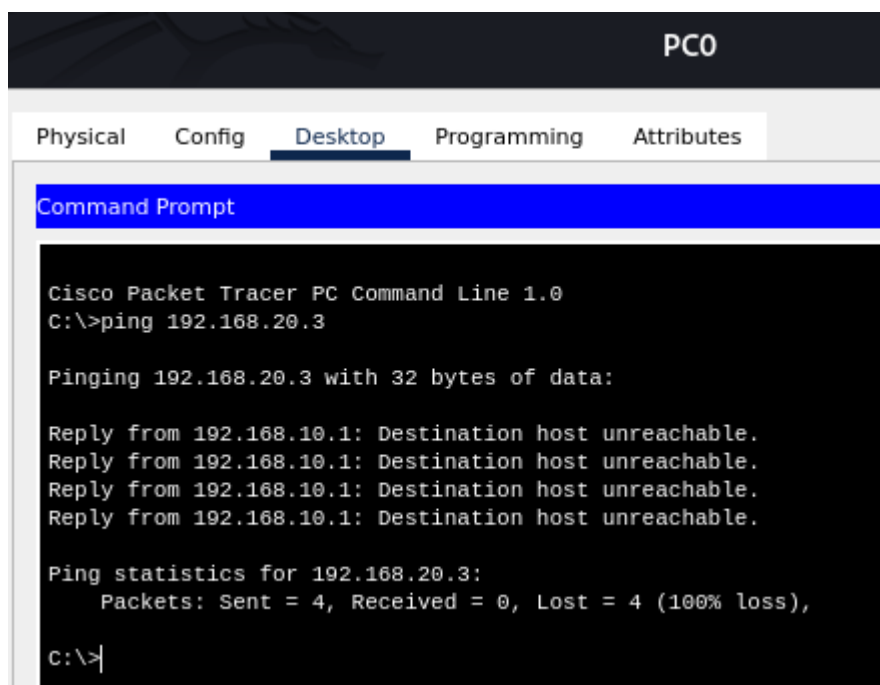 PC0
Physical Config Desktop Programming Attributes
Command Prompt
Cisco Packet Tracer PC Command Line 1.0
C:\>ping 192.168.20.3
Pinging 192.168.20.3 with 32 bytes of data:
Reply from 192.168.10.1: Destination host unreachable.
Reply from 192.168.10.1: Destination host unreachable.
Reply from 192.168.10.1: Destination host unreachable.
Reply from 192.168.10.1: Destination host unreachable.
Ping statistics for 192.168.20.3:
Packets: Sent = 4, Received = 0, Lost = 4 (100% loss),
C:\>